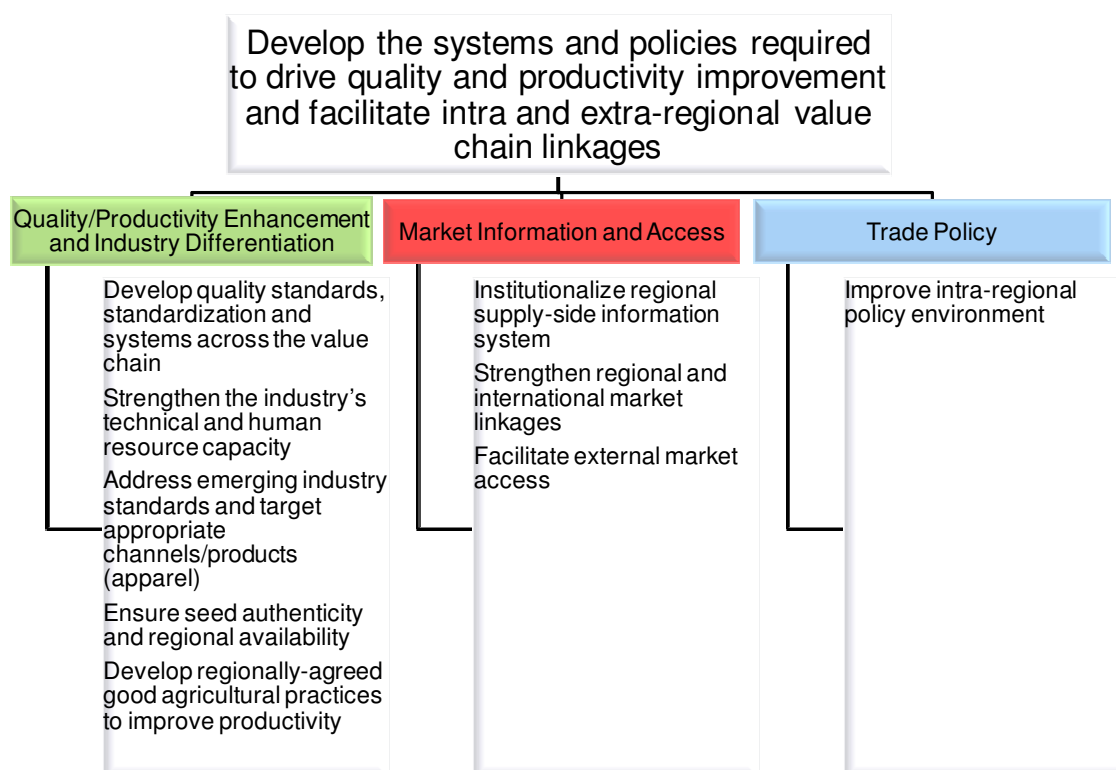 Develop the systems and policies required
to drive quality and productivity improvement
and facilitate intra and extra-regional value
chain linkages
Quality/Productivity Enhancement
and Industry Differentiation
Develop quality standards,
standardization and
systems across the value
chain
Strengthen the industry’s
technical and human
resource capacity
Address emerging industry
standards and target
appropriate
channels/products
(apparel)
Ensure seed authenticity
and regional availability
Develop regionally-agreed
good agricultural practices
to improve productivity
Market Information and Access
Institutionalize regional
supply-side information
system
Strengthen regional and
international market
linkages
Facilitate external market
access
Trade Policy
Improve intra-regional
policy environment